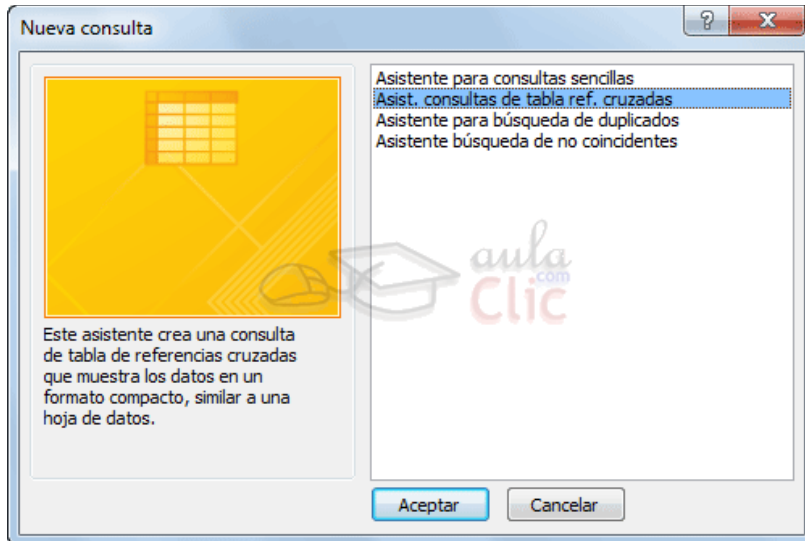 Nueva consulta
Asistente para consultas sencillas
Asist. consultas de tabla ref. cruzadas
Asistente para búsqueda de duplicados
Asistente búsqueda de no coincidentes
aula
.com
Clic
Este asistente crea una consulta
de tabla de referencias cruzadas
que muestra los datos en un
formato compacto, similar a una
hoja de datos.
Aceptar
Cancelar